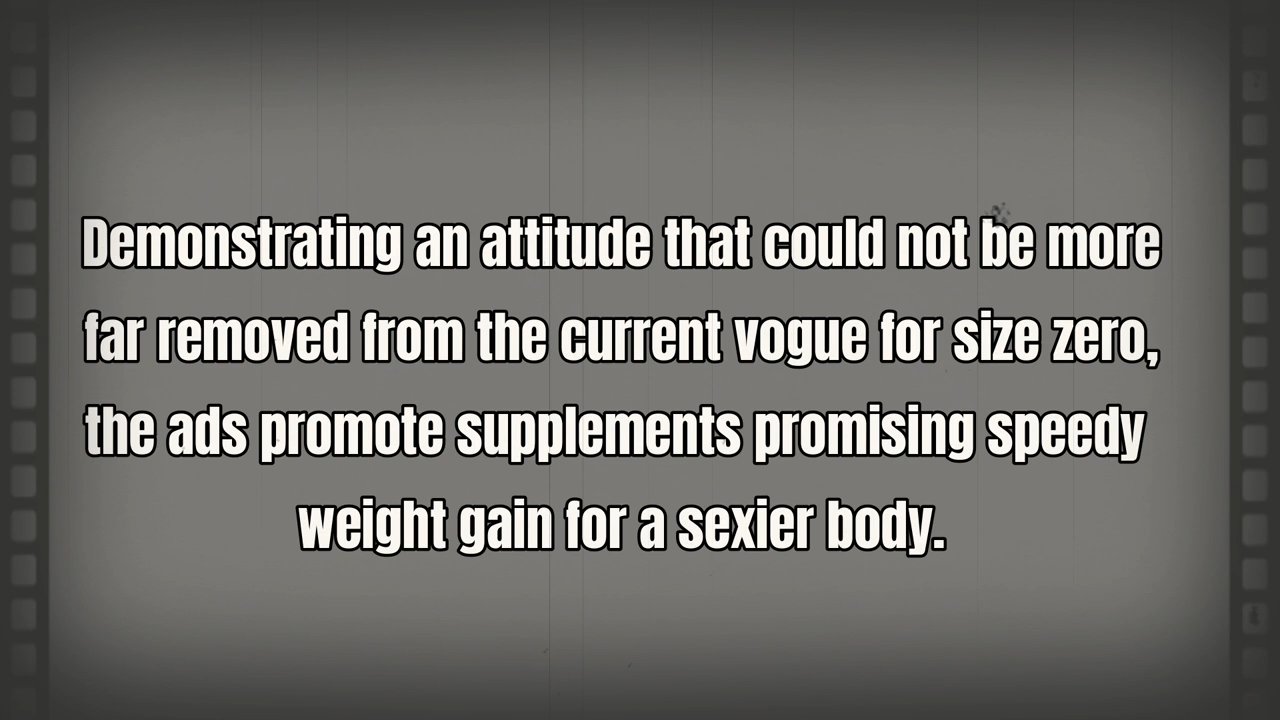 Demonstrating an attitude that could not be more
far removed from the current vogue for size zero,
the ads promote supplements promising speedy
weight gain for a sexier body.